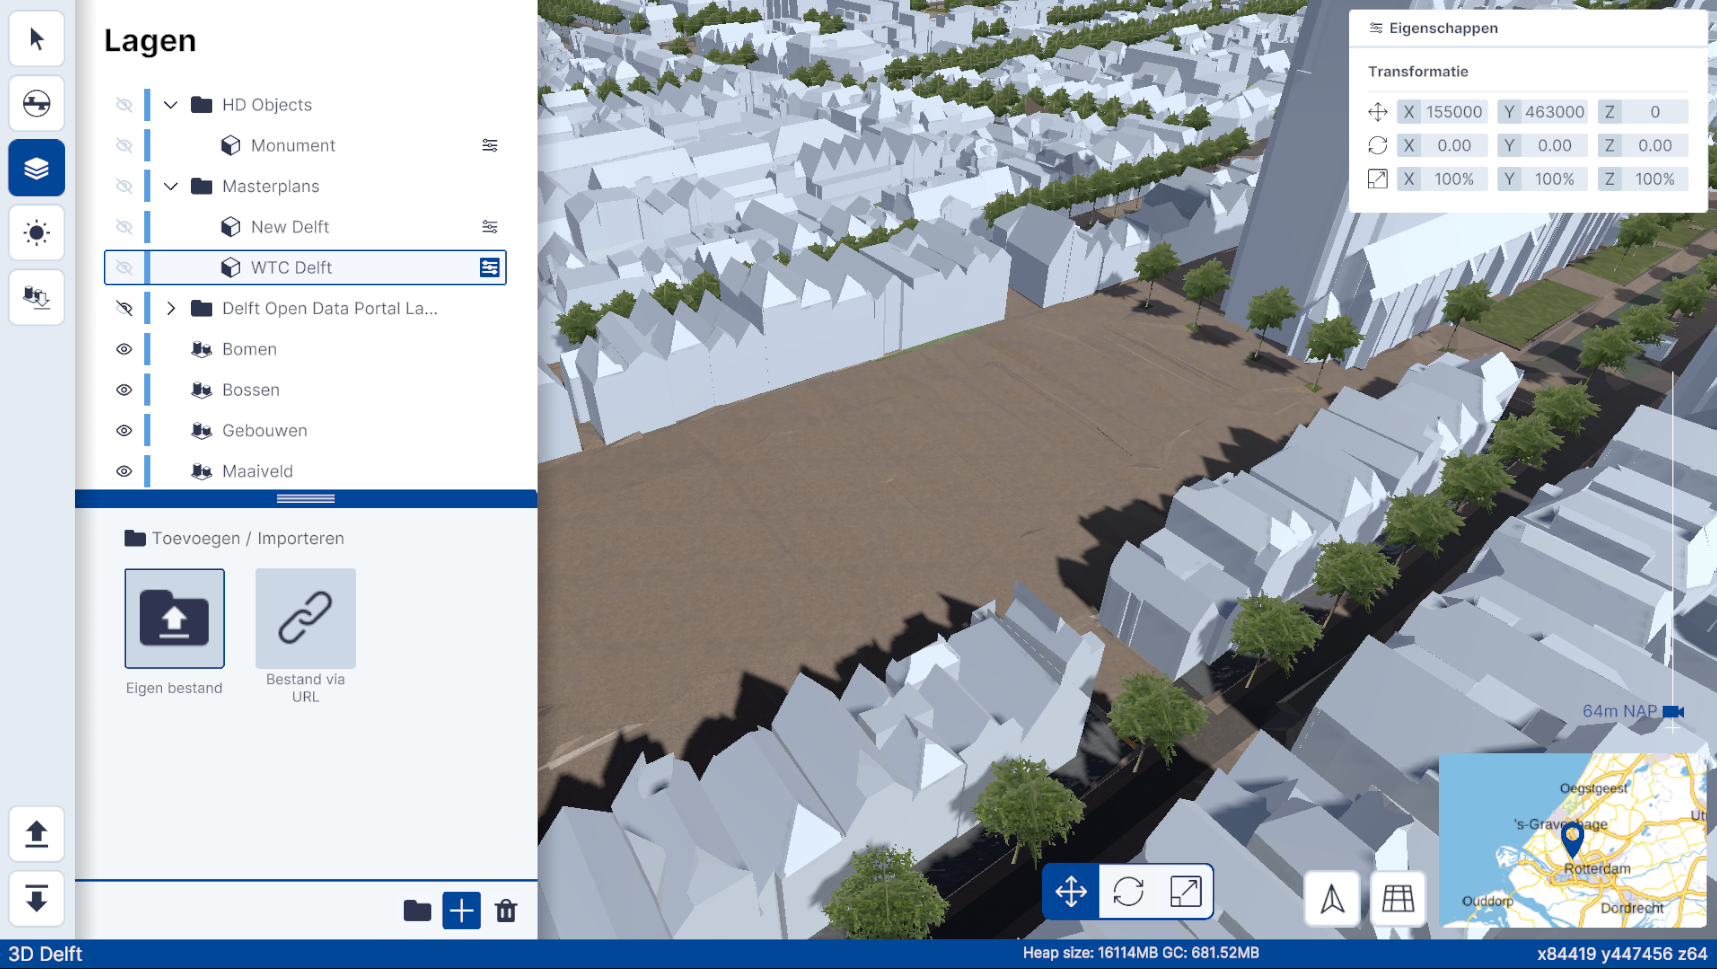 Lagen
HD Objects
Monument
Masterplans
New Delft
WTC Delft
Delft Open Data Portal La...
Bomen
Bossen
Gebouwen
Maaiveld
Toevoegen / Importeren
Eigen bestand
Bestand via
URL
Eigenschappen
Transformatie
X 155000 Y 463000 Z 0
X 0.00 Y 0.00 Z 0.00
X 100% Y 100% Z 100%
64m NAP
Oegstgeest
's-Gravenhage
Rotterdam
Ouddorp
Dordrecht
3D Delft
Heap size: 16114MB GC: 681.52MB
x84419 y447456 z64